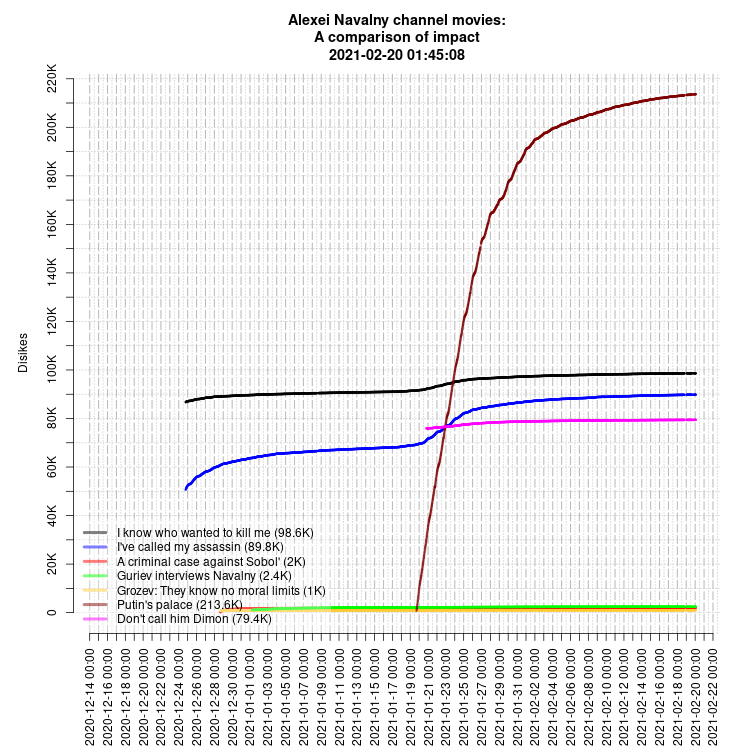 Alexei Navalny channel movies:
A comparison of impact
2021-02-20 01:45:08
220K
200K
180K
160K
140K
120K
100K
80K
60K
40K
20K
0
Disikes
I know who wanted to kill me (98.6K)
I've called my assassin (89.8K)
A criminal case against Sobol' (2K)
Guriev interviews Navalny (2.4K)
Grozev: They know no moral limits (1K)
Putin's palace (213.6K)
Don't call him Dimon (79.4K)
2020-12-14 00:00
2020-12-16 00:00
2020-12-18 00:00
2020-12-20 00:00
2020-12-22 00:00
2020-12-24 00:00
2020-12-26 00:00
2020-12-28 00:00
2020-12-30 00:00
2021-01-01 00:00
2021-01-03 00:00
2021-01-05 00:00
2021-01-07 00:00
2021-01-09 00:00
2021-01-11 00:00
2021-01-13 00:00
2021-01-15 00:00
2021-01-17 00:00
2021-01-19 00:00
2021-01-21 00:00
2021-01-23 00:00
2021-01-25 00:00
2021-01-27 00:00
2021-01-29 00:00
2021-01-31 00:00
2021-02-02 00:00
2021-02-04 00:00
2021-02-06 00:00
2021-02-08 00:00
2021-02-10 00:00
2021-02-12 00:00
2021-02-14 00:00
2021-02-16 00:00
2021-02-18 00:00
2021-02-20 00:00
2021-02-22 00:00